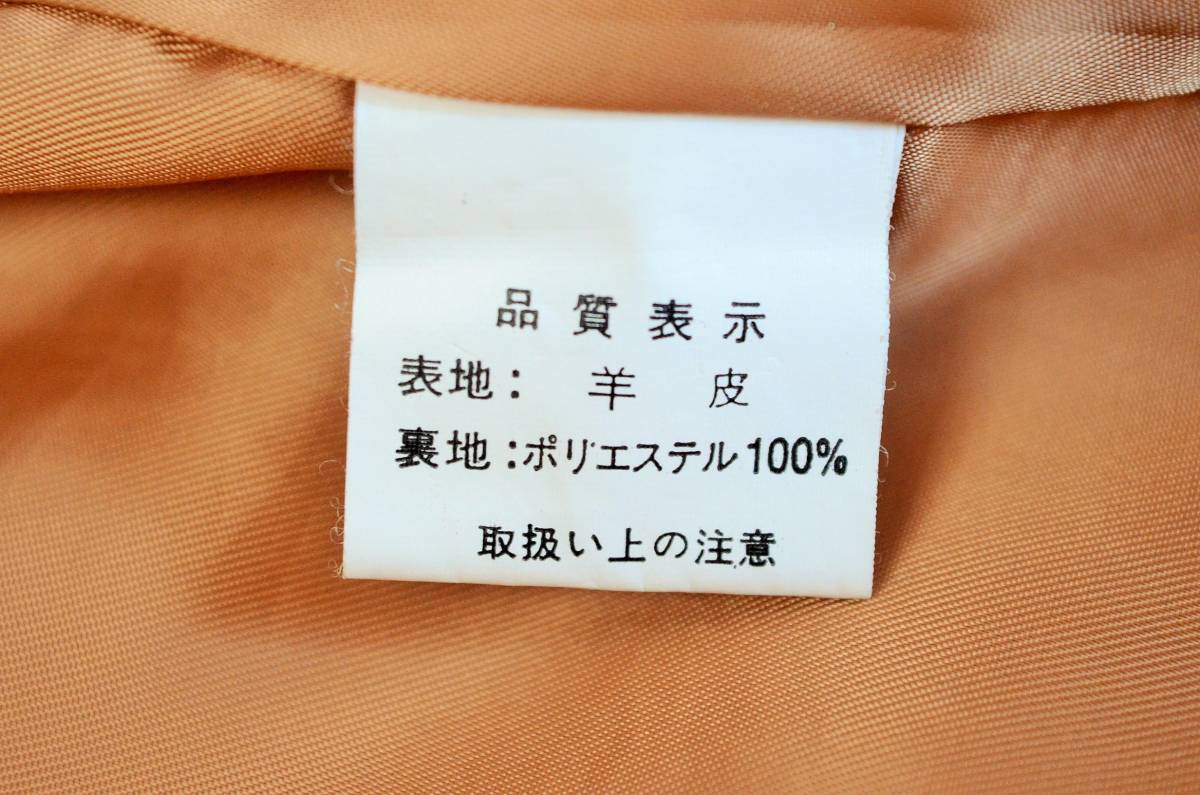 品質表示
表地: 羊皮
裏地:ポリエステル100%
取扱い上の注意